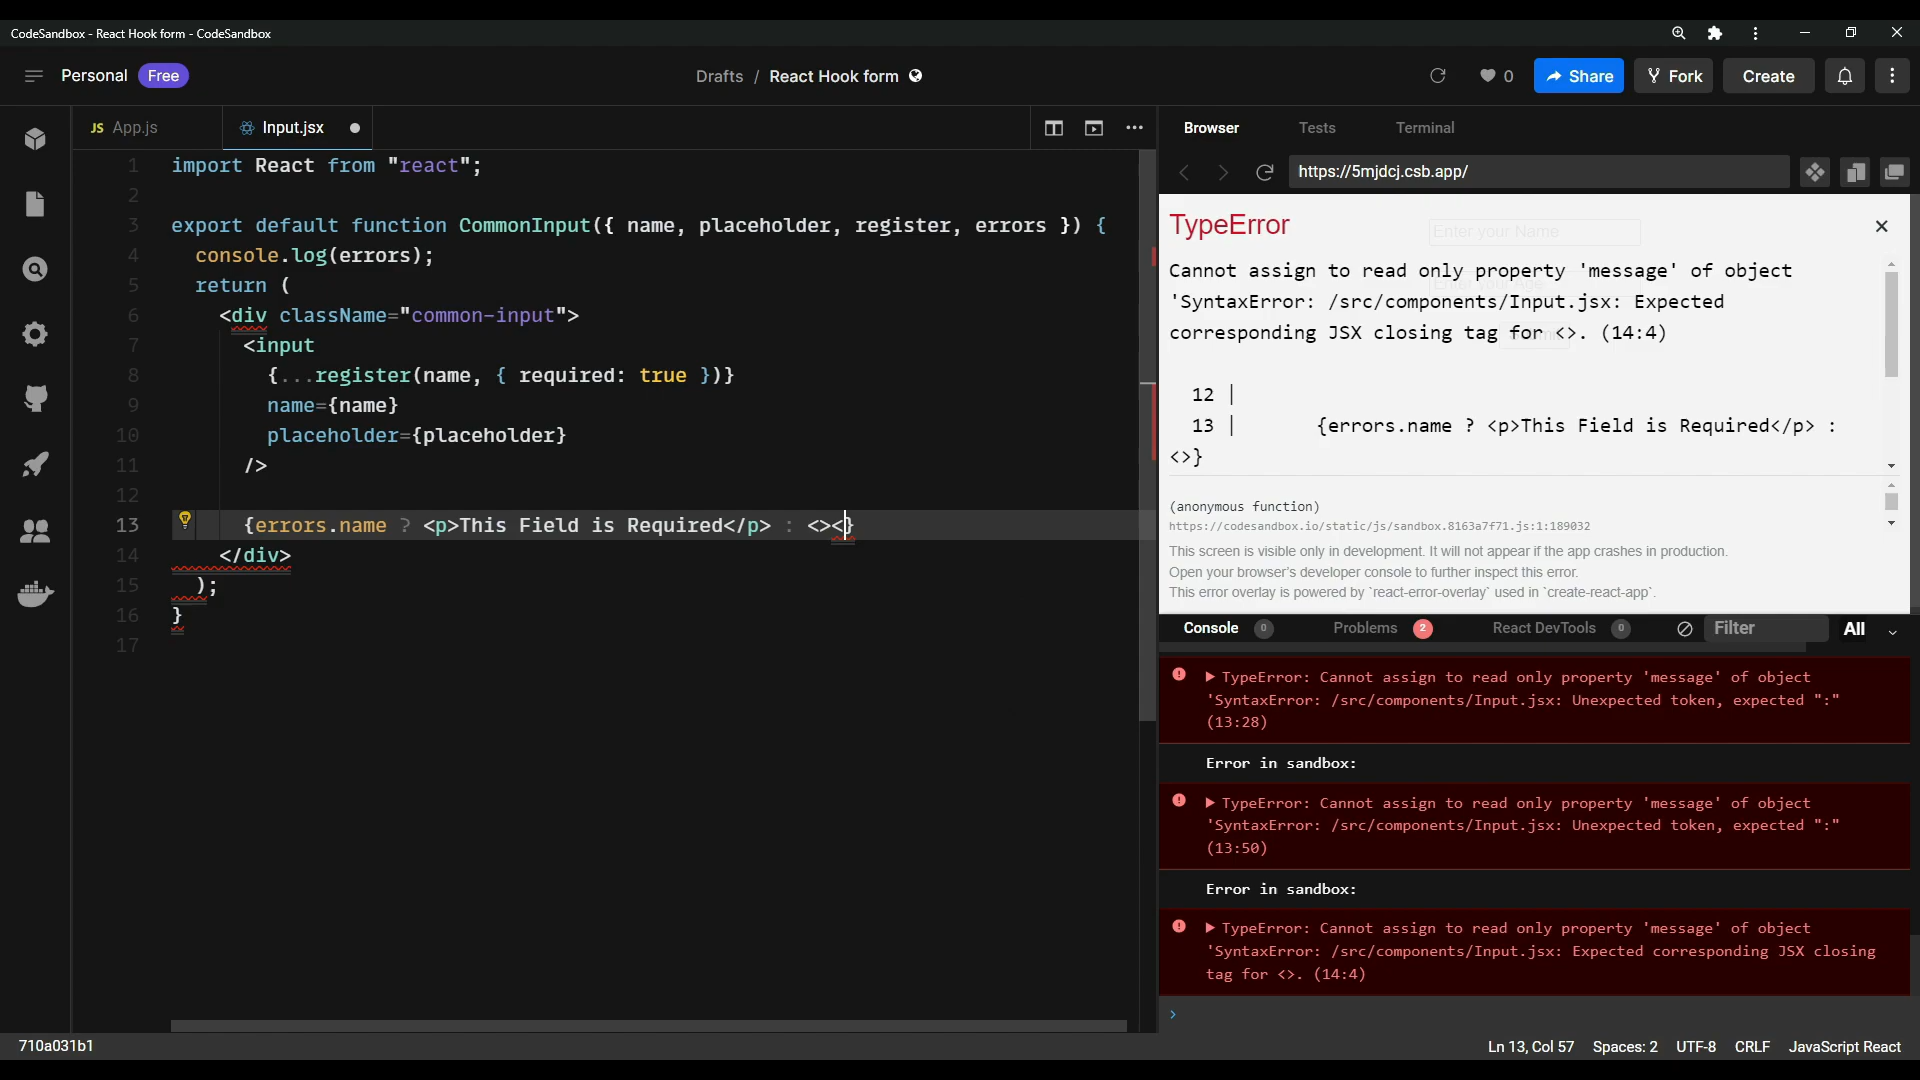 CodeSandbox - React Hook form - CodeSandbox
Personal Free
Drafts / React Hook form
0
Share
Fork
Create
JS App.js
Input.jsx
1 import React from "react";
2
3 export default function CommonInput({ name, placeholder, register, errors }) {
4 console.log(errors);
5 return (
6 <div className="common-input">
7 <input
8 {...register(name, { required: true })}
9 name={name}
10 placeholder={placeholder}
11 />
12
13 {errors.name ? <p>This Field is Required</p> : <><}
14 </div>
15 );
16 }
17
Browser Tests Terminal
https://5mjdcj.csb.app/
TypeError
Enter your Name
Cannot assign to read only property 'message' of object
'SyntaxError: /src/components/Input.jsx: Expected
corresponding JSX closing tag for <>. (14:4)
12 |
13 | {errors.name ? <p>This Field is Required</p> :
<>}
(anonymous function)
https://codesandbox.io/static/js/sandbox.8163a7f71.js:1:189032
This screen is visible only in development. It will not appear if the app crashes in production.
Open your browser's developer console to further inspect this error.
This error overlay is powered by `react-error-overlay` used in `create-react-app`.
Console 0 Problems 2 React DevTools 0 Filter All
TypeError: Cannot assign to read only property 'message' of object
'SyntaxError: /src/components/Input.jsx: Unexpected token, expected ":"
(13:28)
Error in sandbox:
TypeError: Cannot assign to read only property 'message' of object
'SyntaxError: /src/components/Input.jsx: Unexpected token, expected ":"
(13:50)
Error in sandbox:
TypeError: Cannot assign to read only property 'message' of object
'SyntaxError: /src/components/Input.jsx: Expected corresponding JSX closing
tag for <>. (14:4)
710a031b1
Ln 13, Col 57 Spaces: 2 UTF-8 CRLF JavaScript React